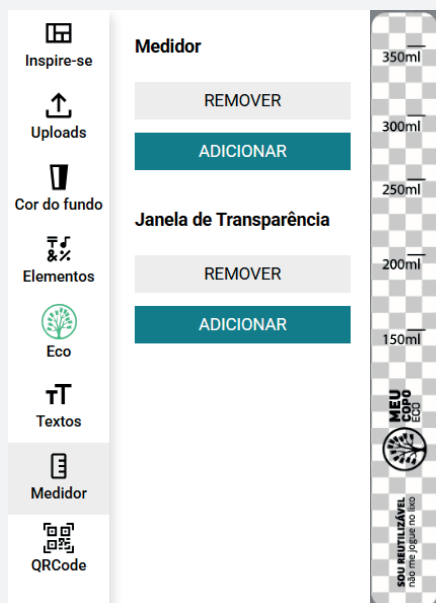 Inspire-se
Uploads
Cor do fundo
Elementos
Eco
Textos
Medidor
QRCode
Medidor
REMOVER
ADICIONAR
Janela de Transparência
REMOVER
ADICIONAR
350ml
300ml
250ml
200ml
150ml
MEU
COPO
ECO
SOU REUTILIZÁVEL
não me jogue no lixo